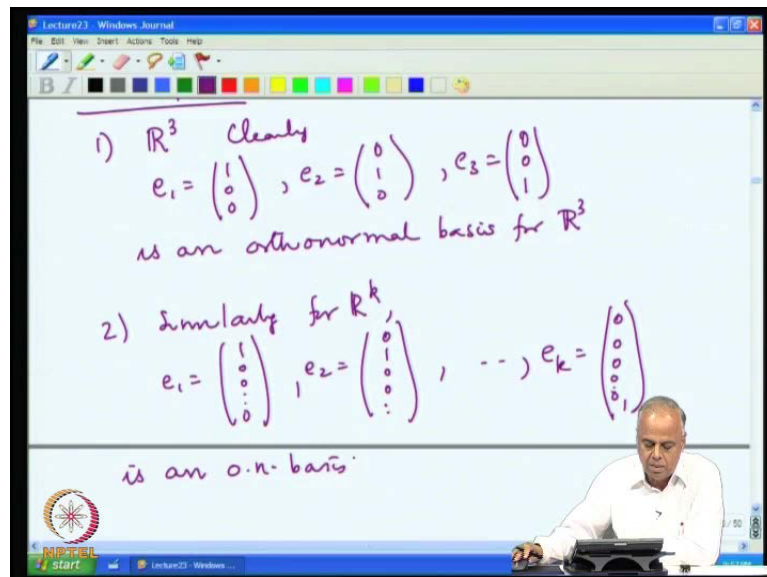 Lecture23 - Windows Journal
File Edit View Insert Actions Tools Help
B I
1) R³ Clearly
e₁ = (1 0 0), e₂ = (0 1 0), e₃ = (0 0 1)
is an orthonormal basis for R³
2) Similarly for Rᵏ,
e₁ = (1 0 0 ⋮ 0), e₂ = (0 1 0 0 ⋮), ---, eₖ = (0 0 0 0 ⋮ 0 1)
is an o.n. basis.
NPTEL
start Lecture23 - Windows ...